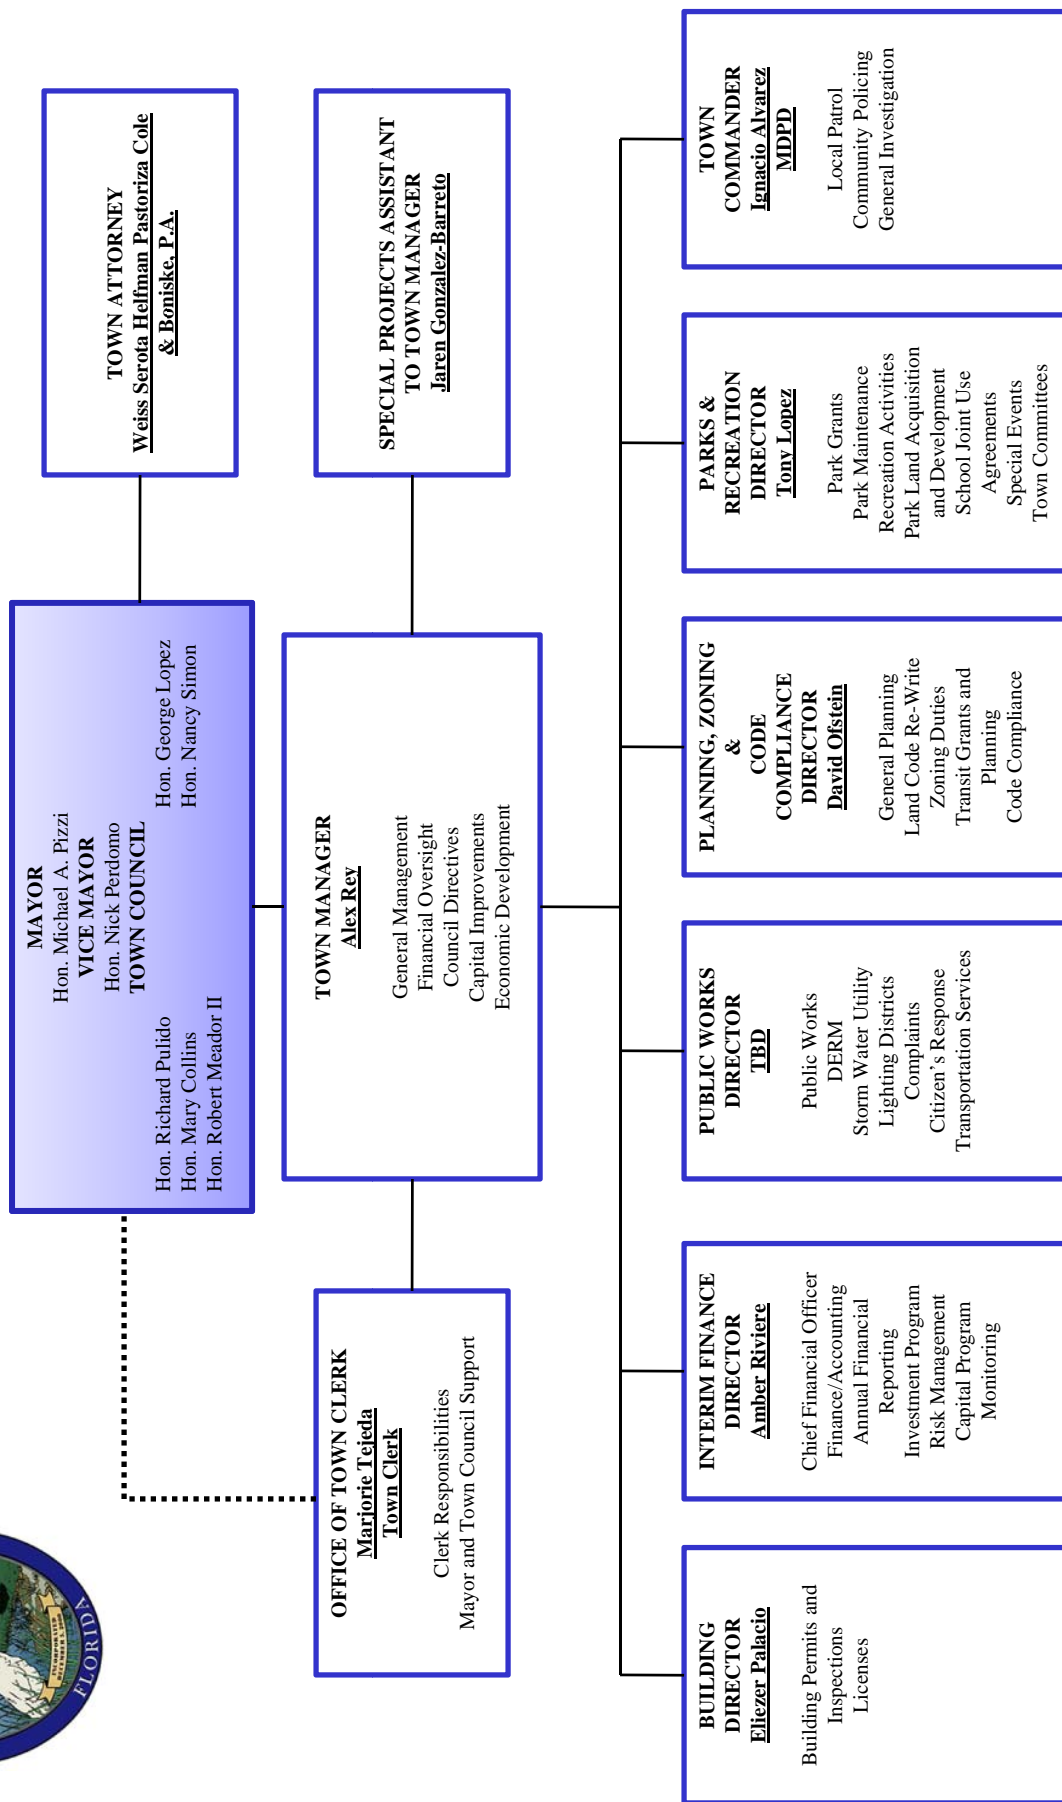 MAYOR
Hon. Michael A. Pizzi
VICE MAYOR
Hon. Nick Perdomo
TOWN COUNCIL
Hon. Richard Pulido
Hon. Mary Collins
Hon. Robert Meador II
Hon. George Lopez
Hon. Nancy Simon
TOWN ATTORNEY
Weiss Serota Helfman Pastoriza Cole
& Boniske, P.A.
OFFICE OF TOWN CLERK
Marjorie Tejeda
Town Clerk
Clerk Responsibilities
Mayor and Town Council Support
TOWN MANAGER
Alex Rey
General Management
Financial Oversight
Council Directives
Capital Improvements
Economic Development
SPECIAL PROJECTS ASSISTANT
TO TOWN MANAGER
Jaren Gonzalez-Barreto
BUILDING
DIRECTOR
Eliezer Palacio
Building Permits and
Inspections
Licenses
INTERIM FINANCE
DIRECTOR
Amber Riviere
Chief Financial Officer
Finance/Accounting
Annual Financial
Reporting
Investment Program
Risk Management
Capital Program
Monitoring
PUBLIC WORKS
DIRECTOR
TBD
Public Works
DERM
Storm Water Utility
Lighting Districts
Complaints
Citizen’s Response
Transportation Services
PLANNING, ZONING
&
CODE
COMPLIANCE
DIRECTOR
David Ofstein
General Planning
Land Code Re-Write
Zoning Duties
Transit Grants and
Planning
Code Compliance
PARKS &
RECREATION
DIRECTOR
Tony Lopez
Park Grants
Park Maintenance
Recreation Activities
Park Land Acquisition
and Development
School Joint Use
Agreements
Special Events
Town Committees
TOWN
COMMANDER
Ignacio Alvarez
MDPD
Local Patrol
Community Policing
General Investigation
INCORPORATED
DECEMBER 5, 2000
FLORIDA